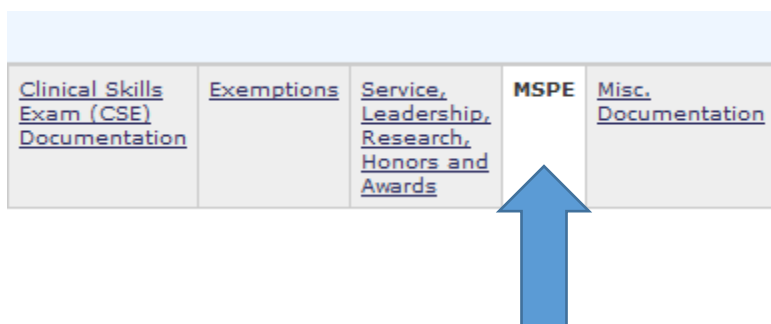 Clinical Skills
Exam (CSE)
Documentation
Exemptions
Service,
Leadership,
Research,
Honors and
Awards
MSPE
Misc.
Documentation